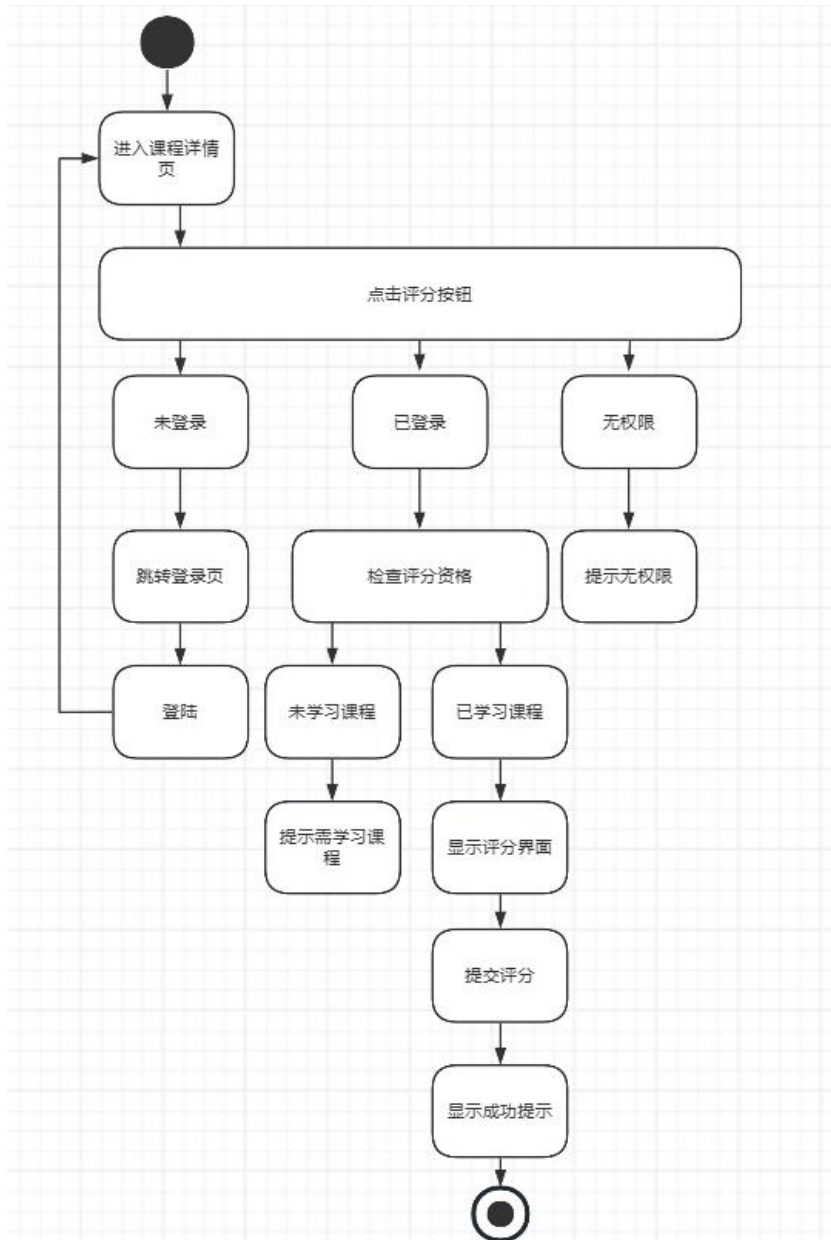 进入课程详情
页
点击评分按钮
未登录
已登录
无权限
跳转登录页
检查评分资格
提示无权限
登陆
未学习课程
已学习课程
提示需学习课
程
显示评分界面
提交评分
显示成功提示